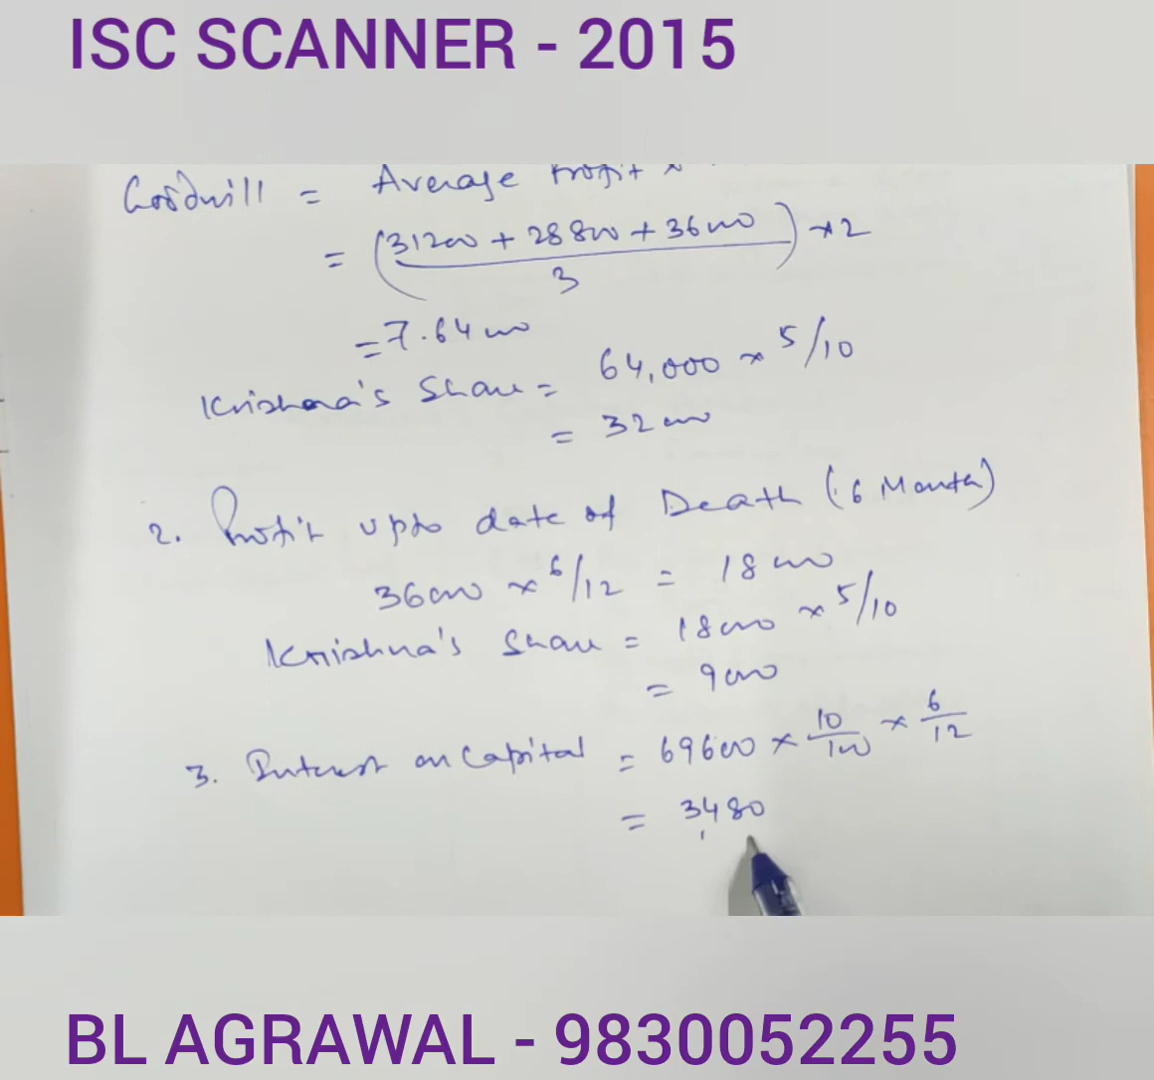 ISC SCANNER - 2015
Goodwill = Average Profit ×
= (31200 + 28800 + 36000 / 3) × 2
= ₹.64000
Krishna's Share = 64,000 × 5/10
= 32000
2. Profit upto date of Death (6 Month)
36000 × 6/12 = 18000
Krishna's Share = 18000 × 5/10
= 9000
3. Interest on Capital = 69600 × 10/100 × 6/12
= 3480
BL AGRAWAL - 9830052255